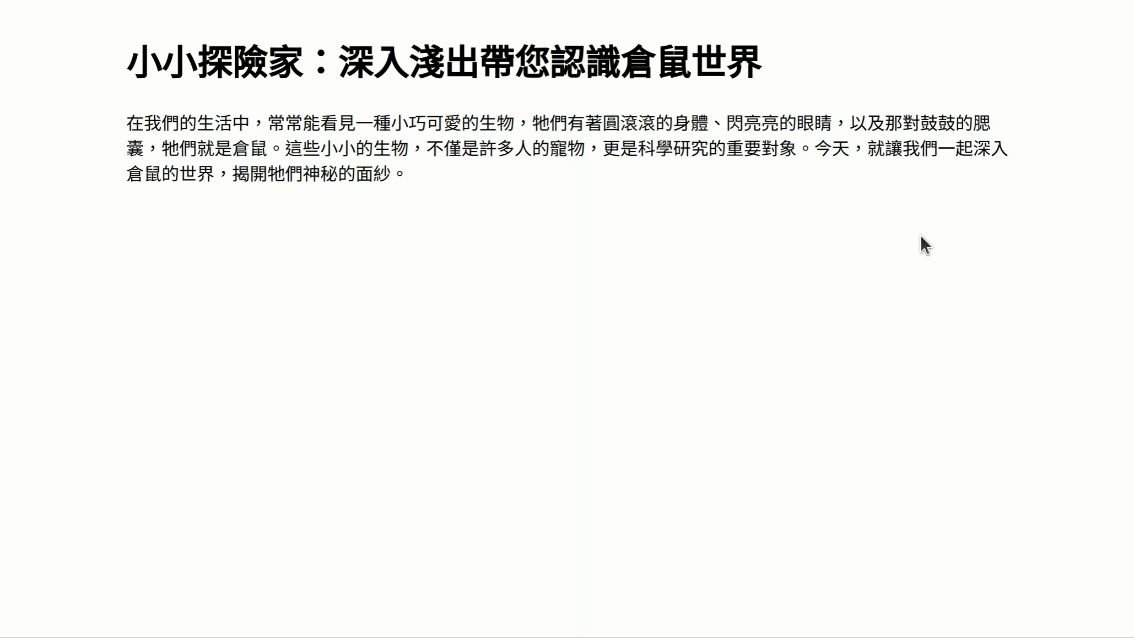 小小探險家：深入淺出帶您認識倉鼠世界
在我們的生活中，常常能看見一種小巧可愛的生物，牠們有著圓滾滾的身體、閃亮亮的眼睛，以及那對鼓鼓的腮
囊，牠們就是倉鼠。這些小小的生物，不僅是許多人的寵物，更是科學研究的重要對象。今天，就讓我們一起深入
倉鼠的世界，揭開牠們神秘的面紗。